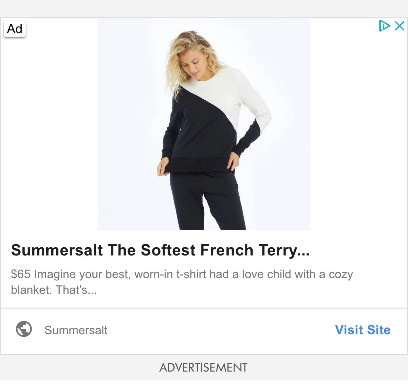 Ad
Summersalt The Softest French Terry...
$65 Imagine your best, worn-in t-shirt had a love child with a cozy
blanket. That's...
Summersalt
Visit Site
ADVERTISEMENT